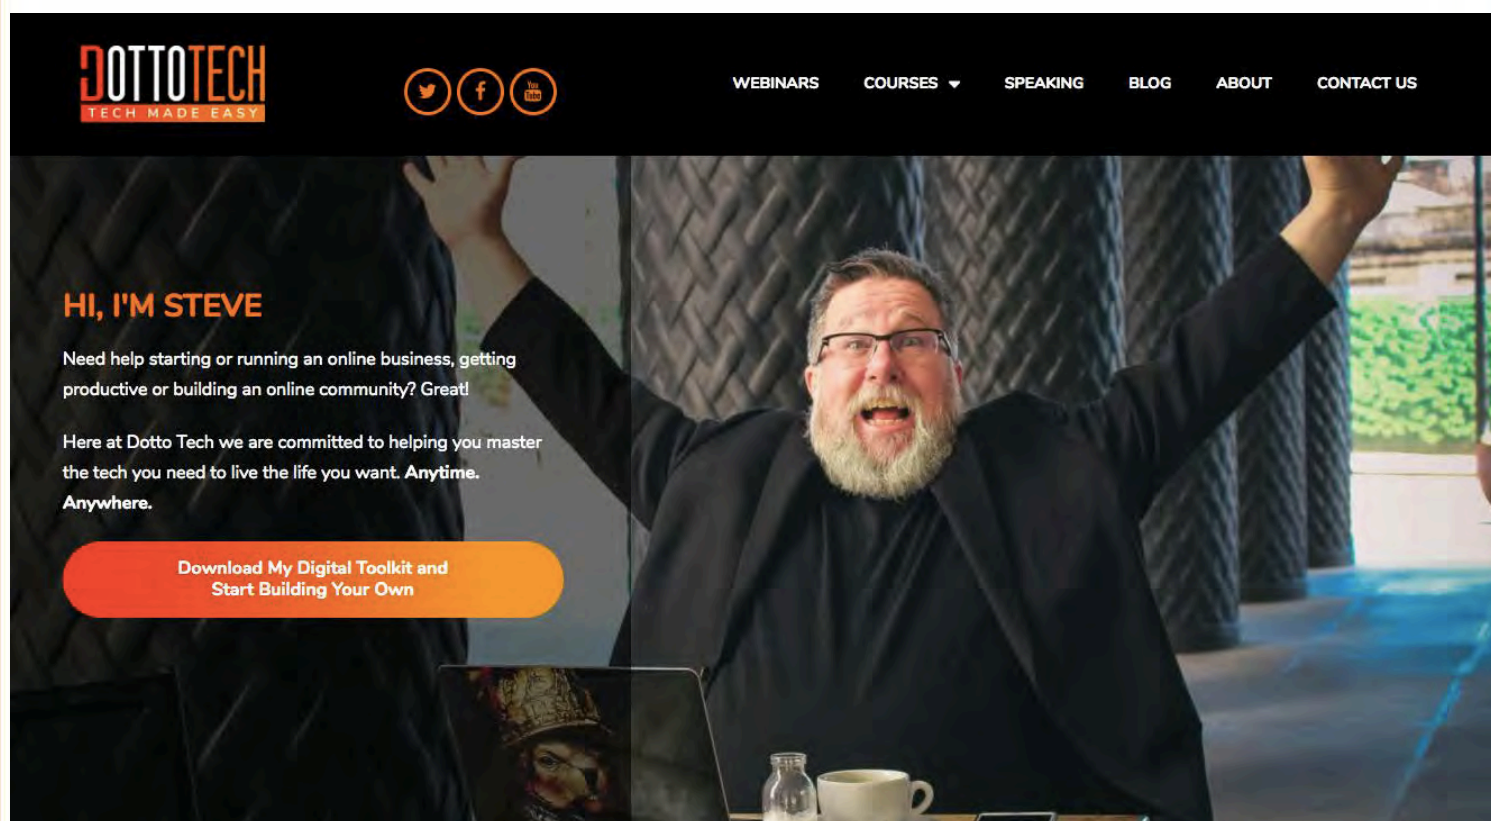 DOTTOTECH
TECH MADE EASY
You
Tube
WEBINARS
COURSES
SPEAKING
BLOG
ABOUT
CONTACT US
HI, I'M STEVE
Need help starting or running an online business, getting
productive or building an online community? Great!
Here at Dotto Tech we are committed to helping you master
the tech you need to live the life you want. Anytime.
Anywhere.
Download My Digital Toolkit and
Start Building Your Own